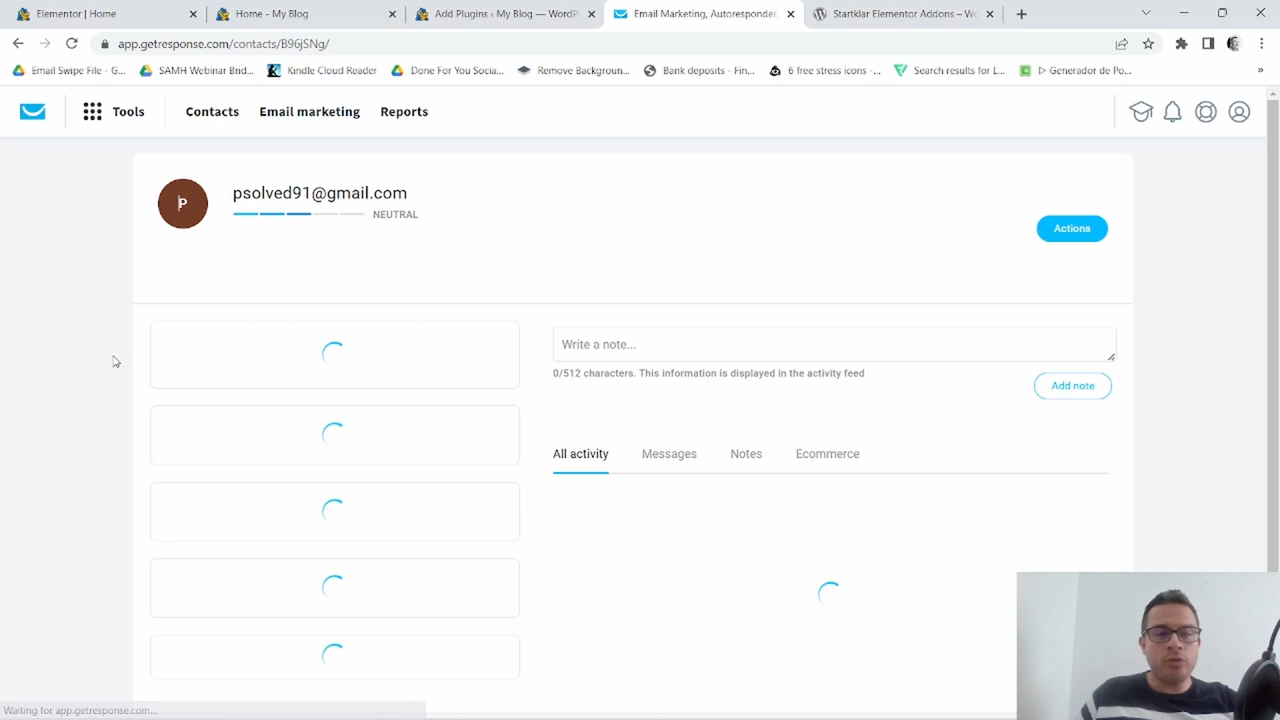 Elementor | Home
Home - My Blog
Add Plugins ‹ My Blog — WordP
Email Marketing, Autoresponder,
Startklar Elementor Addons – Wo
app.getresponse.com/contacts/B96jSNg/
Email Swipe File - G...
SAMH Webinar Brid...
Kindle Cloud Reader
Done For You Socia...
Remove Backgroun...
Bank deposits - Fin...
6 free stress icons -...
Search results for L...
▷ Generador de Po...
»
Tools
Contacts
Email marketing
Reports
P
psolved91@gmail.com
NEUTRAL
Actions
Write a note...
0/512 characters. This information is displayed in the activity feed
Add note
All activity
Messages
Notes
Ecommerce
Waiting for app.getresponse.com...